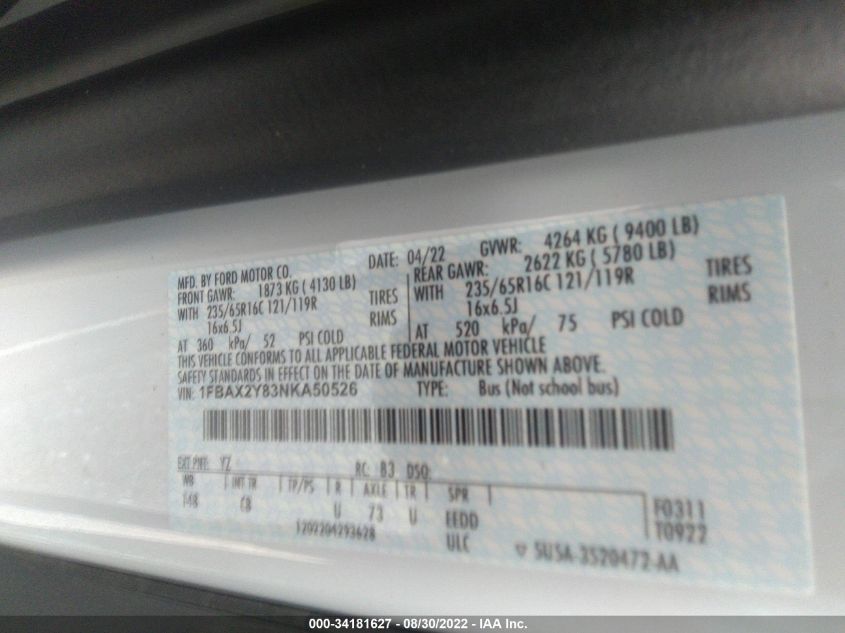 MFD. BY FORD MOTOR CO. DATE: 04/22 GVWR: 4264 KG ( 9400 LB)
FRONT GAWR: 1873 KG ( 4130 LB) REAR GAWR: 2622 KG ( 5780 LB)
WITH 235/65R16C 121/119R TIRES WITH 235/65R16C 121/119R TIRES
16x6.5J RIMS 16x6.5J RIMS
AT 360 kPa/ 52 PSI COLD AT 520 kPa/ 75 PSI COLD
THIS VEHICLE CONFORMS TO ALL APPLICABLE FEDERAL MOTOR VEHICLE
SAFETY STANDARDS IN EFFECT ON THE DATE OF MANUFACTURE SHOWN ABOVE.
VIN: 1FBAX2Y83NKA50526 TYPE: Bus (Not school bus)
EXT PNT: YZ RC: B3 DSO:
WB INT TR TP/PS R AXLE TR SPR F0311
148 CB U 73 U EEDD T0922
1202204293628 ULC
5U5A-3520472-AA
000-34181627 - 08/30/2022 - IAA Inc.